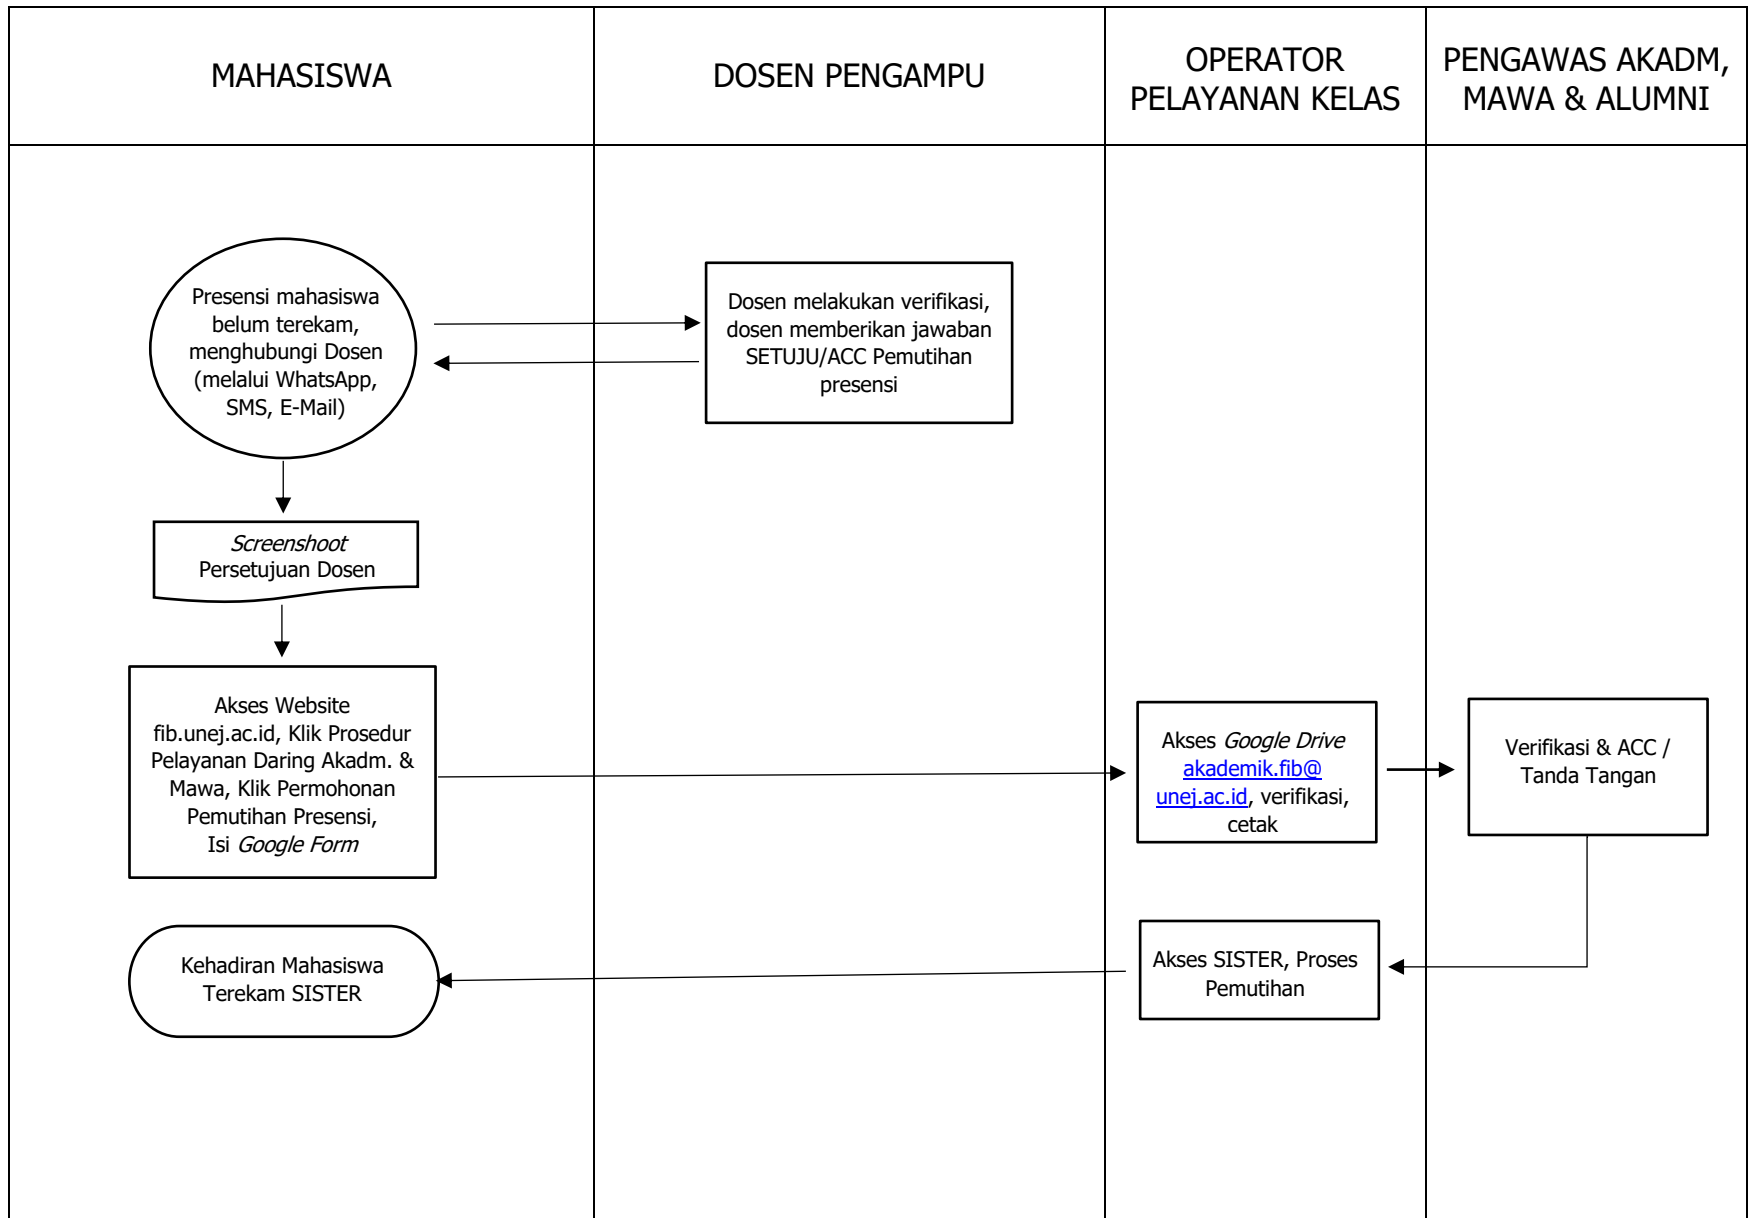 MAHASISWA
DOSEN PENGAMPU
OPERATOR
PELAYANAN KELAS
PENGAWAS AKADM,
MAWA & ALUMNI
Presensi mahasiswa
belum terekam,
menghubungi Dosen
(melalui WhatsApp,
SMS, E-Mail)
Dosen melakukan verifikasi,
dosen memberikan jawaban
SETUJU/ACC Pemutihan
presensi
Screenshoot
Persetujuan Dosen
Akses Website
fib.unej.ac.id, Klik Prosedur
Pelayanan Daring Akadm. &
Mawa, Klik Permohonan
Pemutihan Presensi,
Isi Google Form
Akses Google Drive
akademik.fib@
unej.ac.id, verifikasi,
cetak
Verifikasi & ACC /
Tanda Tangan
Akses SISTER, Proses
Pemutihan
Kehadiran Mahasiswa
Terekam SISTER